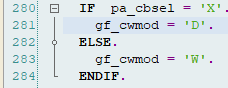 280 IF pa_cbsel = 'X'.
281 gf_cwmod = 'D'.
282 ELSE.
283 gf_cwmod = 'W'.
284 ENDIF.